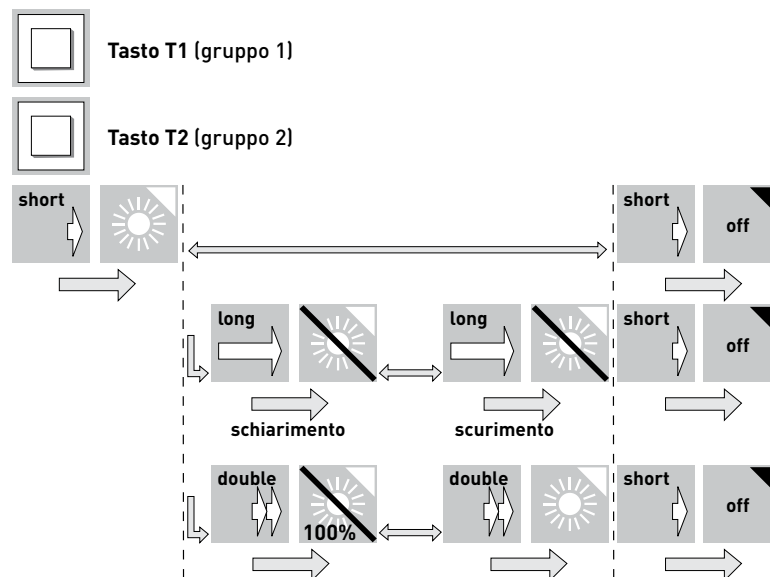 Tasto T1 (gruppo 1)
Tasto T2 (gruppo 2)
short
short
off
long
long
short
off
schiarimento
scurimento
double
100%
double
short
off